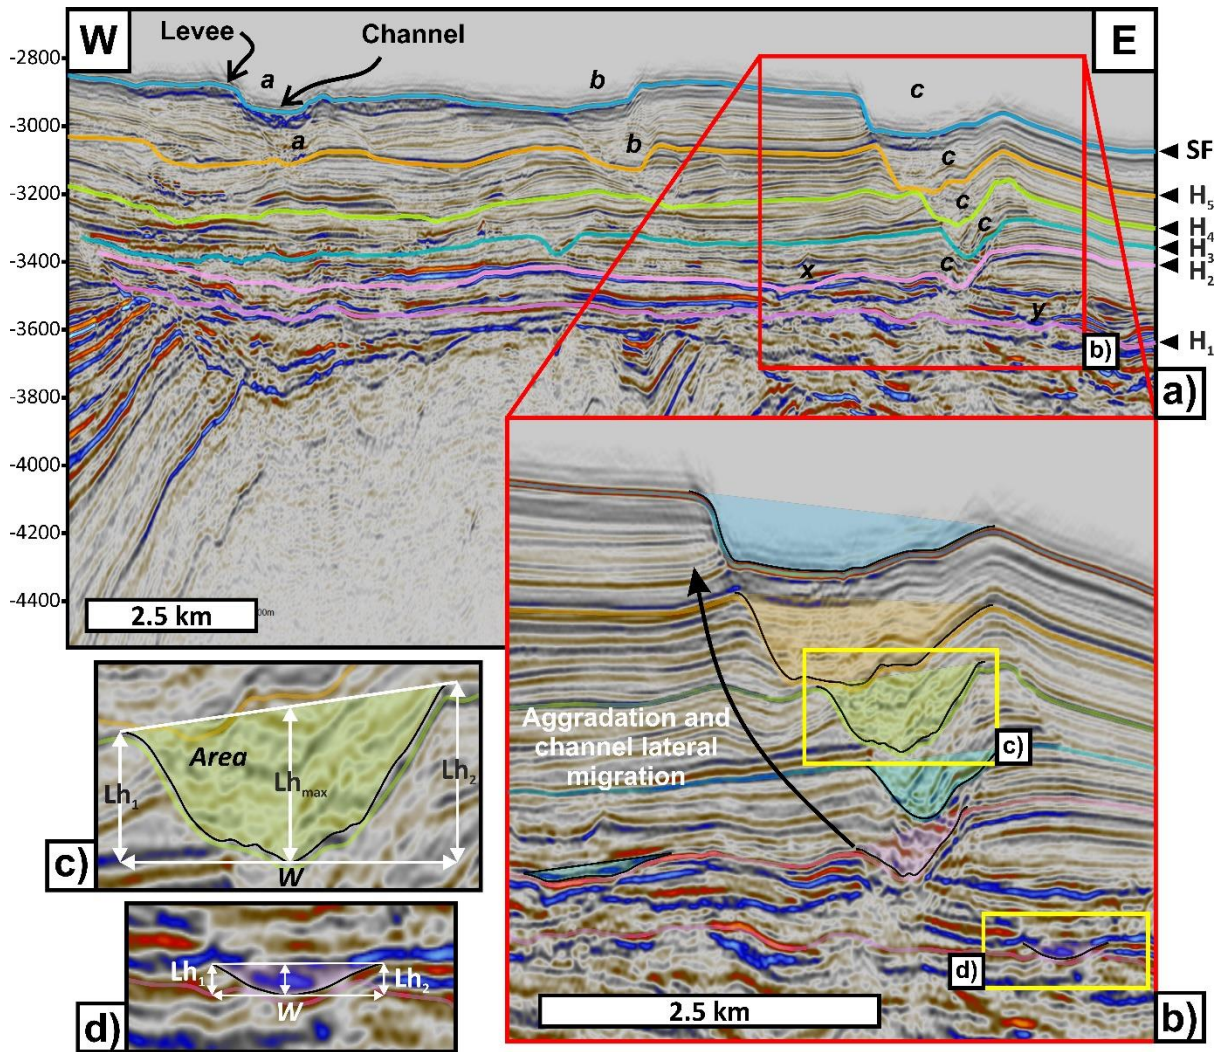 W
E
Levee
Channel
-2800
-3000
-3200
-3400
-3600
-3800
-4000
-4200
-4400
a
b
c
a
b
c
c
c
c
x
y
SF
H5
H4
H3
H2
H1
b)
a)
2.5 km
00m
Aggradation and
channel lateral
migration
c)
d)
2.5 km
b)
Area
Lh1
Lhmax
Lh2
W
c)
Lh1
Lh2
W
d)